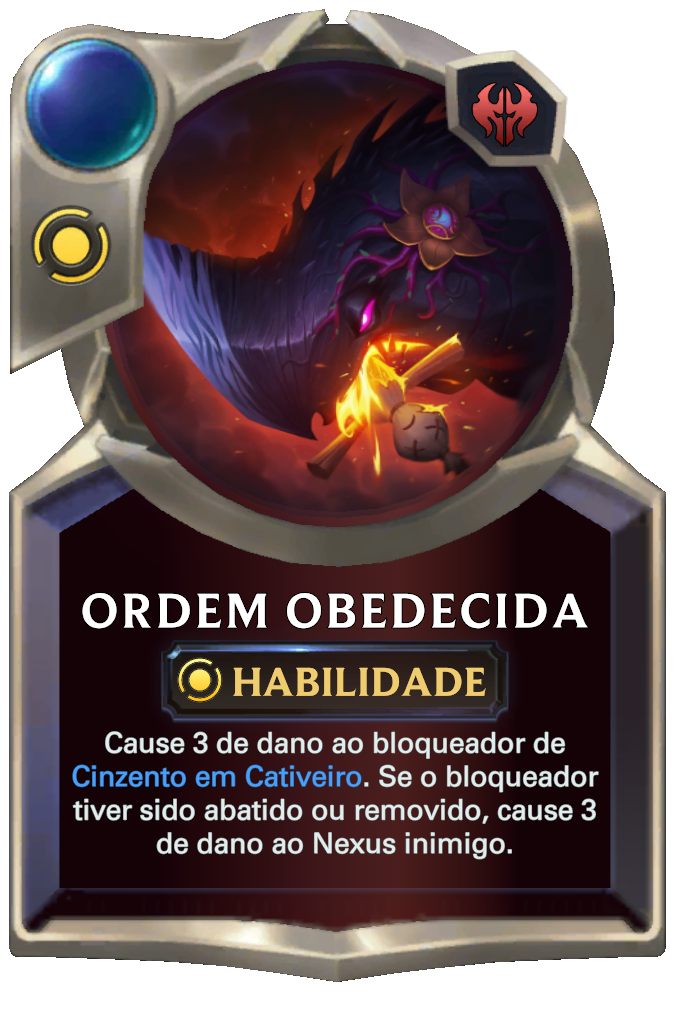 ORDEM OBEDECIDA
HABILIDADE
Cause 3 de dano ao bloqueador de
Cinzento em Cativeiro. Se o bloqueador
tiver sido abatido ou removido, cause 3
de dano ao Nexus inimigo.